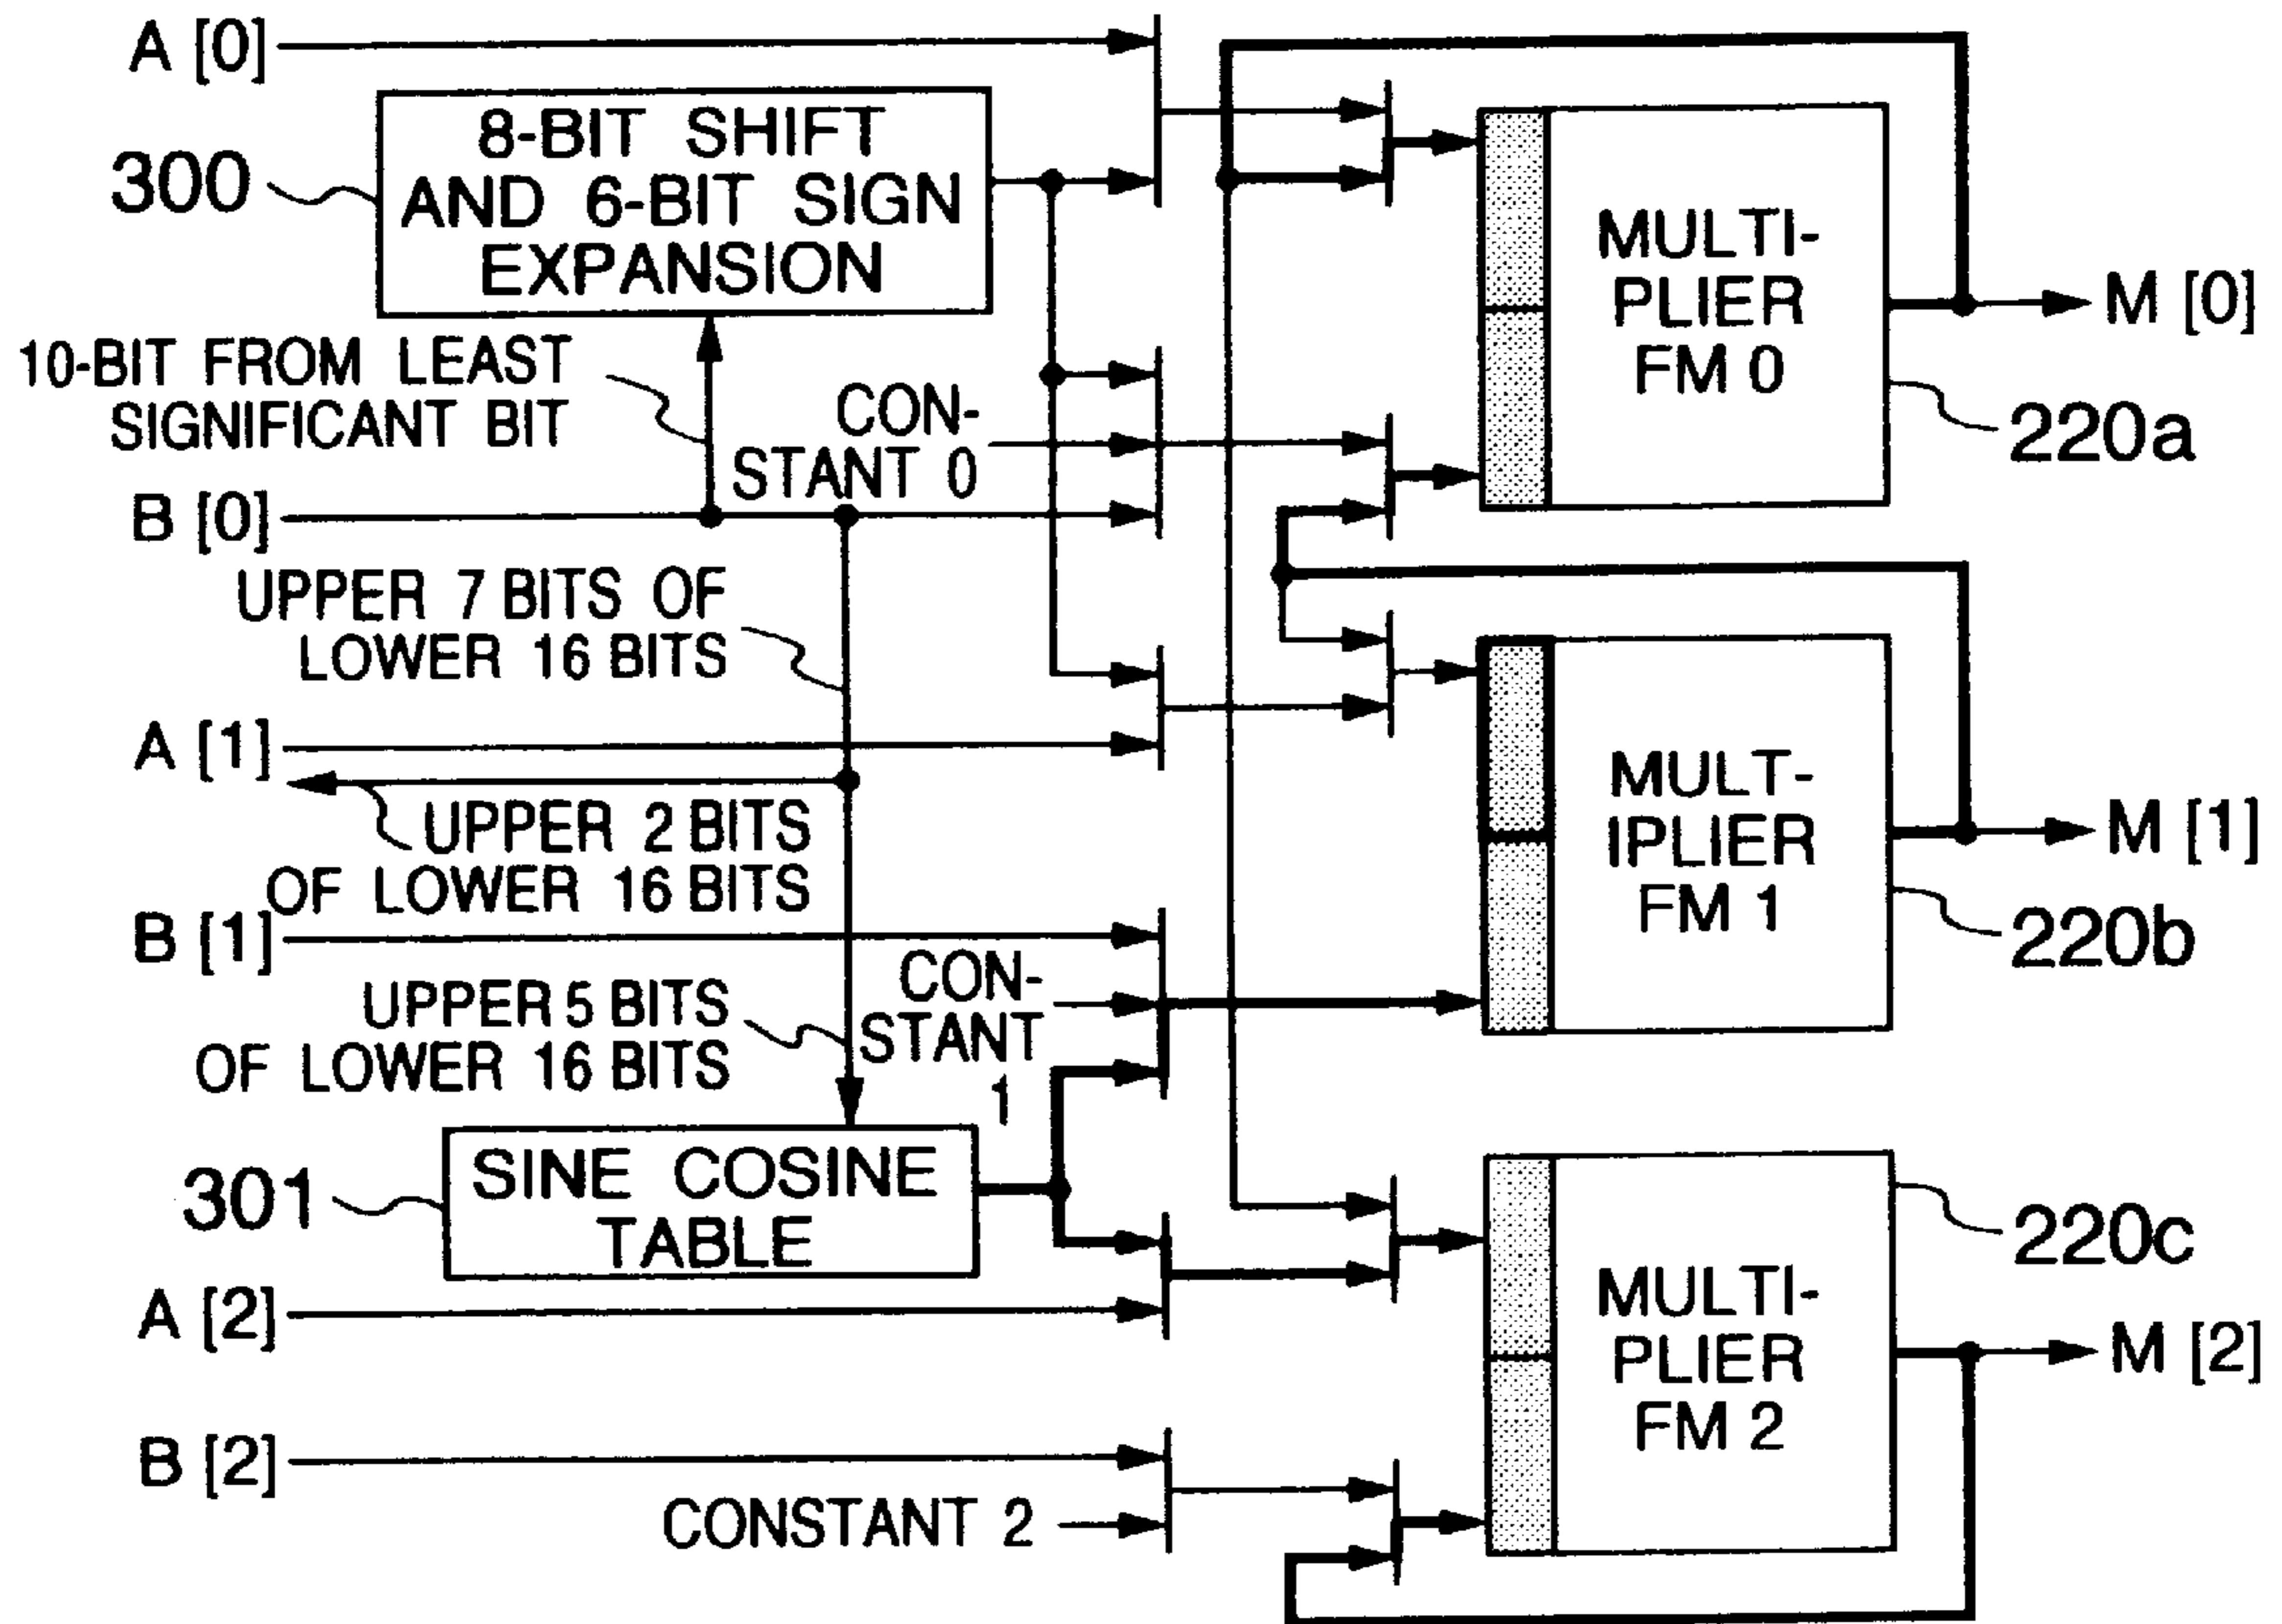 A [0]
8-BIT SHIFT
AND 6-BIT SIGN
EXPANSION
300
10-BIT FROM LEAST
SIGNIFICANT BIT
CON-
STANT 0
B [0]
MULTI-
PLIER
FM 0
M [0]
220a
UPPER 7 BITS OF
LOWER 16 BITS
A [1]
UPPER 2 BITS
OF LOWER 16 BITS
B [1]
MULT-
IPLIER
FM 1
M [1]
220b
UPPER 5 BITS
OF LOWER 16 BITS
CON-
STANT
1
301
SINE COSINE
TABLE
A [2]
B [2]
CONSTANT 2
MULTI-
PLIER
FM 2
220c
M [2]